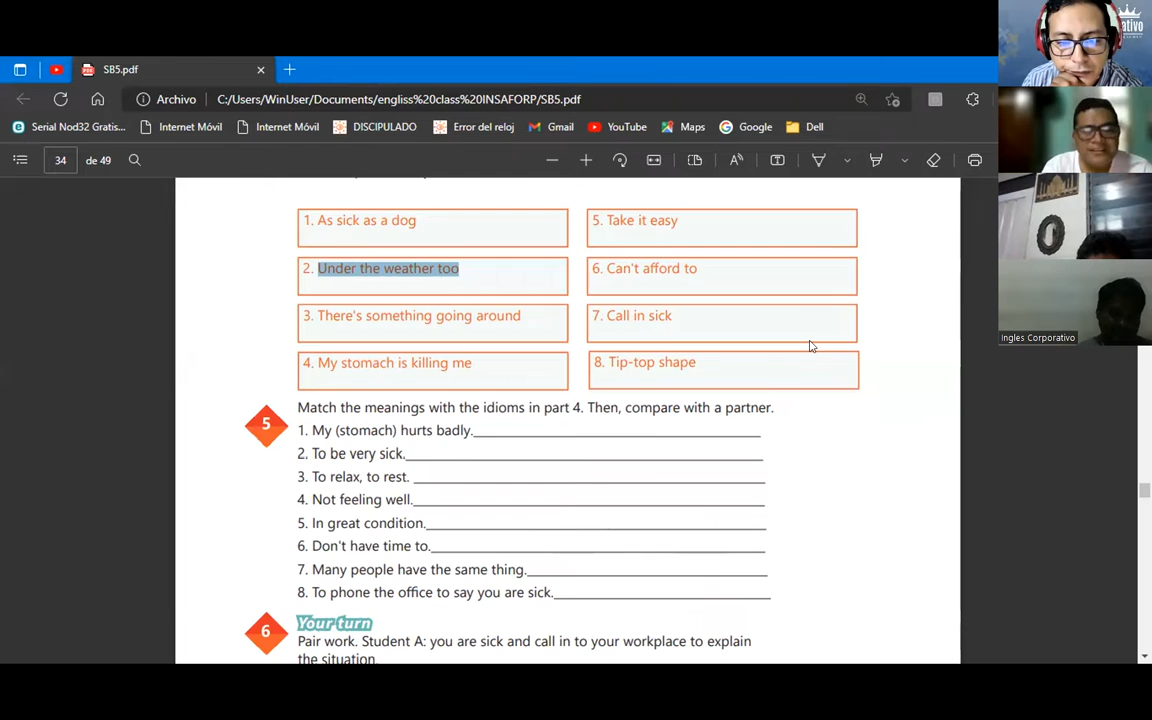 ativo
SB5.pdf
Archivo
C:/Users/WinUser/Documents/engliss%20class%20INSAFORP/SB5.pdf
Serial Nod32 Gratis...
Internet Móvil
Internet Móvil
DISCIPULADO
Error del reloj
Gmail
YouTube
Maps
Google
Dell
34
de 49
1. As sick as a dog
5. Take it easy
2. Under the weather too
6. Can't afford to
3. There's something going around
7. Call in sick
4. My stomach is killing me
8. Tip-top shape
5
Match the meanings with the idioms in part 4. Then, compare with a partner.
1. My (stomach) hurts badly.
2. To be very sick.
3. To relax, to rest.
4. Not feeling well.
5. In great condition.
6. Don't have time to.
7. Many people have the same thing.
8. To phone the office to say you are sick.
6
Your turn
Pair work. Student A: you are sick and call in to your workplace to explain
the situation.
Ingles Corporativo